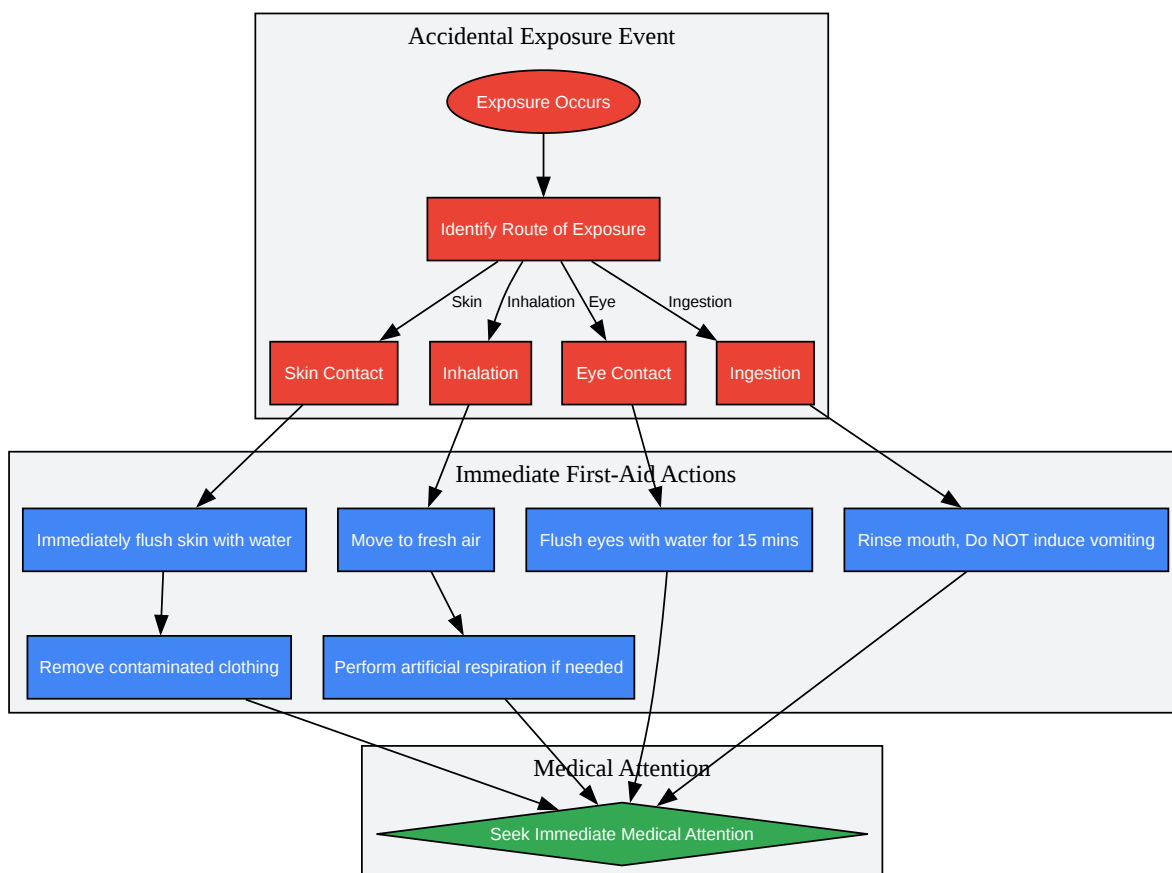 Accidental Exposure Event
Exposure Occurs
Identify Route of Exposure
Skin
Inhalation
Eye
Ingestion
Skin Contact
Inhalation
Eye Contact
Ingestion
Immediate First-Aid Actions
Immediately flush skin with water
Move to fresh air
Flush eyes with water for 15 mins
Rinse mouth, Do NOT induce vomiting
Remove contaminated clothing
Perform artificial respiration if needed
Medical Attention
Seek Immediate Medical Attention